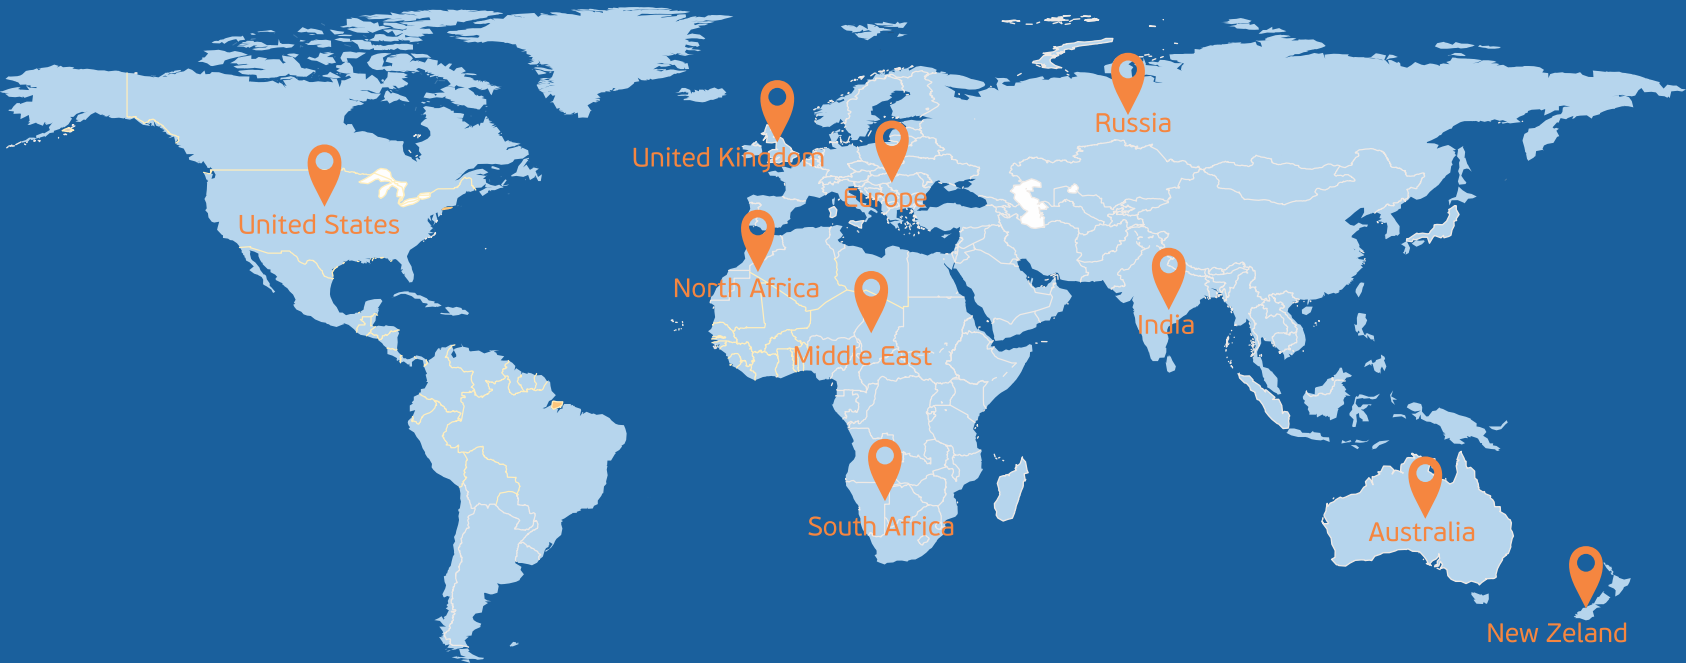 Russia
United Kingdom
Europe
United States
North Africa
India
Middle East
South Africa
Australia
New Zeland